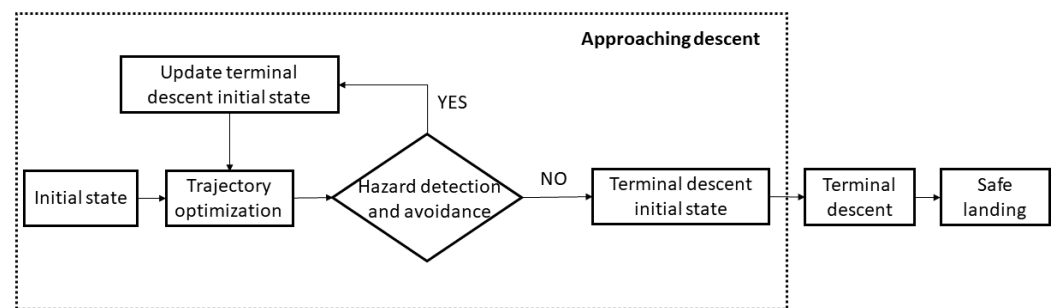 Approaching descent
Update terminal
descent initial state
YES
Initial state
Trajectory
optimization
Hazard detection
and avoidance
NO
Terminal descent
initial state
Terminal
descent
Safe
landing